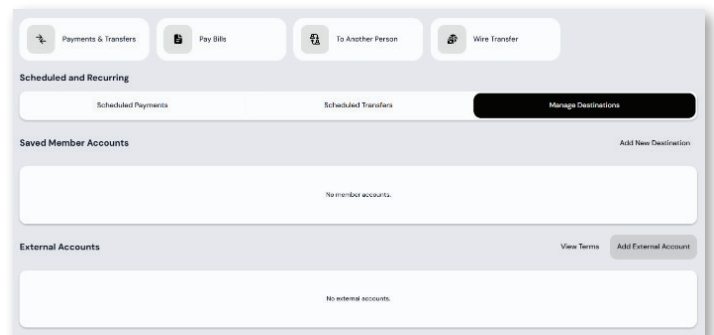 Payments & Transfers Pay Bills To Another Person Wire Transfer
Scheduled and Recurring
Scheduled Payments Scheduled Transfers Manage Destinations
Saved Member Accounts Add New Destination
No member accounts.
External Accounts View Terms Add External Account
No external accounts.